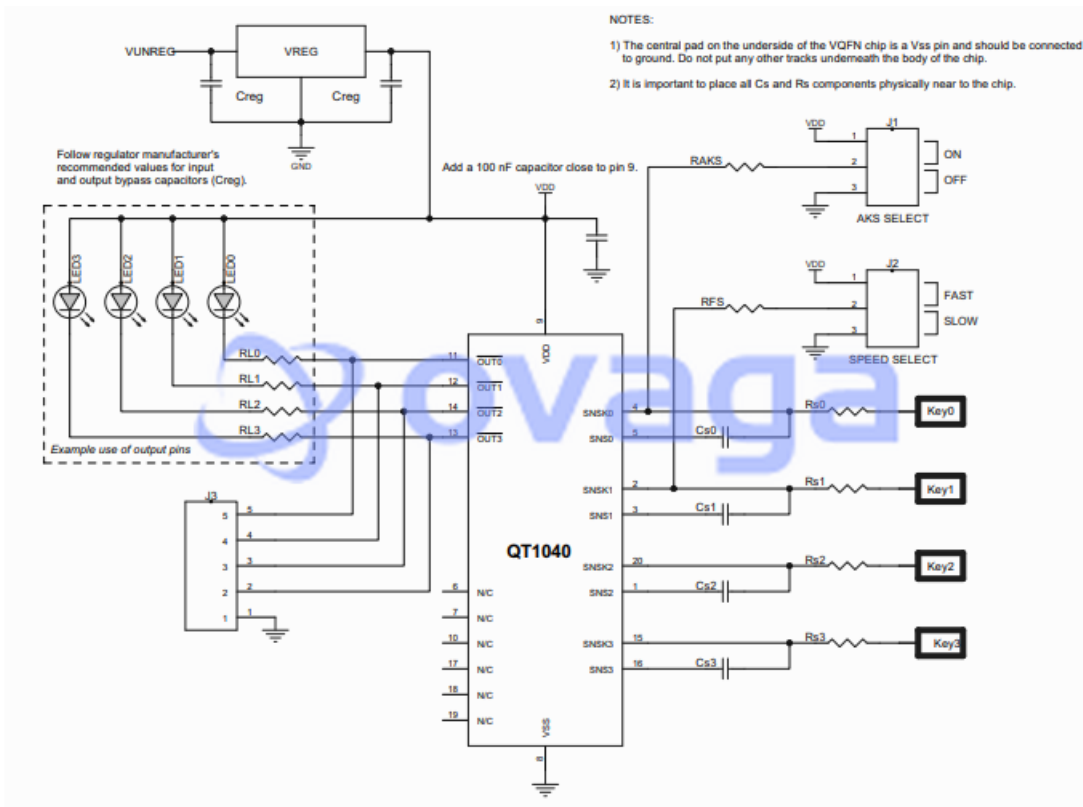 NOTES:
1) The central pad on the underside of the VQFN chip is a Vss pin and should be connected
to ground. Do not put any other tracks underneath the body of the chip.
2) It is important to place all Cs and Rs components physically near to the chip.
VUNREG
VREG
Creg
Creg
GND
Follow regulator manufacturer's
recommended values for input
and output bypass capacitors (Creg).
Add a 100 nF capacitor close to pin 9.
VDD
LED3
LED2
LED1
LED0
RL0
RL1
RL2
RL3
Example use of output pins
J3
5 5
4 4
3 3
2 2
1 1
9
VDD
11 OUT0
12 OUT1
14 OUT2
13 OUT3
QT1040
6 N/C
7 N/C
10 N/C
17 N/C
18 N/C
19 N/C
VSS
8
SNSK0 4
SNS0 5
SNSK1 2
SNS1 3
SNSK2 20
SNS2 1
SNSK3 15
SNS3 16
RAKS
VDD
J1
1
2
3
ON
OFF
AKS SELECT
RFS
VDD
J2
1
2
3
FAST
SLOW
SPEED SELECT
Rs0
Cs0
Key0
Rs1
Cs1
Key1
Rs2
Cs2
Key2
Rs3
Cs3
Key3
ovaga